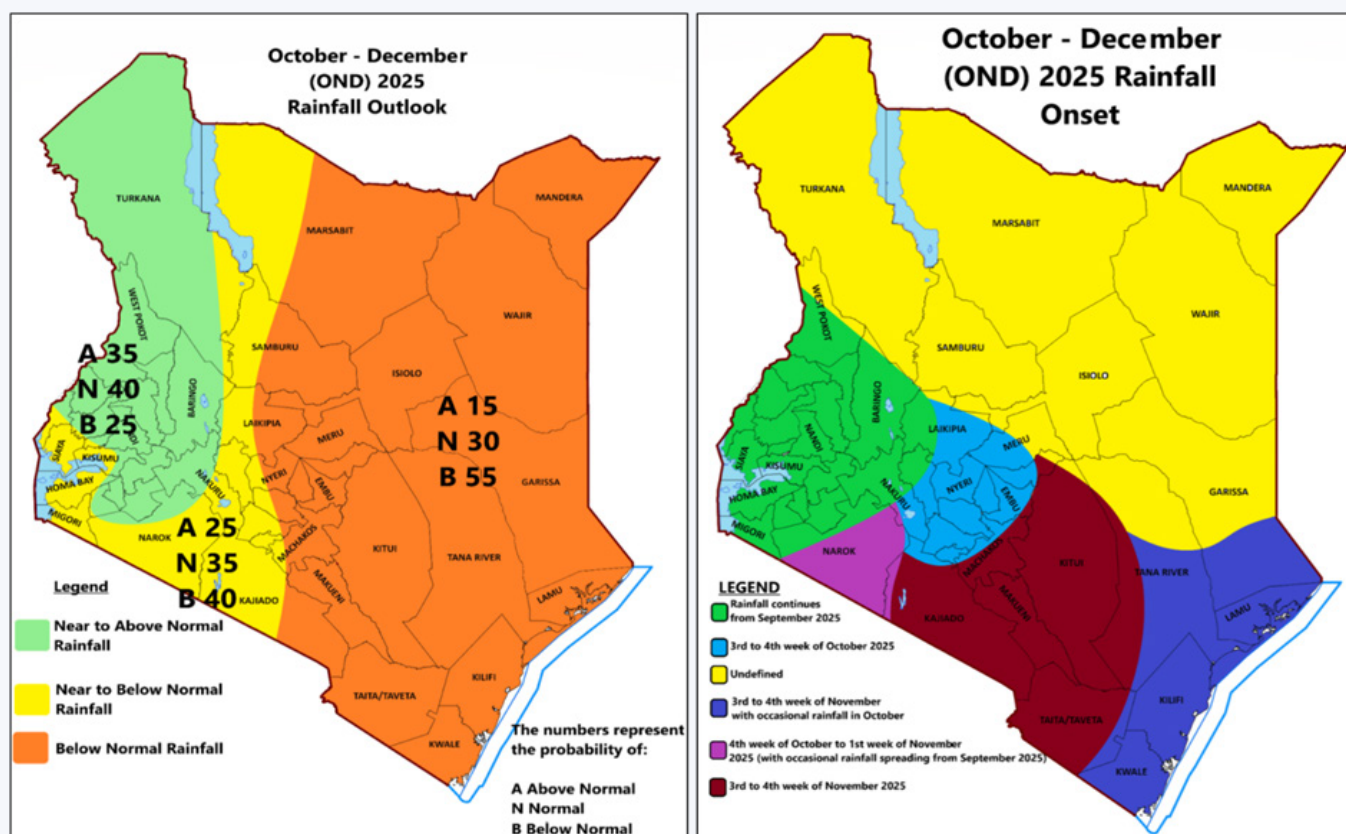 October - December
(OND) 2025
Rainfall Outlook
TURKANA
MARSABIT
MANDERA
WEST POKOT
WAJIR
SAMBURU
ISIOLO
A 35
N 40
B 25
BARINGO
NANDI
LAIKIPIA
MERU
A 15
N 30
B 55
SIAYA
KISUMU
HOMA BAY
NAKURU
NYERI
EMBU
GARISSA
MIGORI
NAROK
A 25
N 35
B 40
MACHAKOS
KITUI
TANA RIVER
MAKUENI
KAJIADO
LAMU
TAITA/TAVETA
KILIFI
KWALE
Legend
Near to Above Normal
Rainfall
Near to Below Normal
Rainfall
Below Normal Rainfall
The numbers represent
the probability of:
A Above Normal
N Normal
B Below Normal
October - December
(OND) 2025 Rainfall
Onset
TURKANA
MARSABIT
MANDERA
WEST POKOT
WAJIR
SAMBURU
ISIOLO
BARINGO
LAIKIPIA
MERU
NANDI
SIAYA
KISUMU
HOMA BAY
NAKURU
NYERI
EMBU
GARISSA
MIGORI
NAROK
MACHAKOS
KITUI
TANA RIVER
MAKUENI
KAJIADO
LAMU
TAITA/TAVETA
KILIFI
KWALE
LEGEND
Rainfall continues
from September 2025
3rd to 4th week of October 2025
Undefined
3rd to 4th week of November
with occasional rainfall in October
4th week of October to 1st week of November
2025 (with occasional rainfall spreading from September 2025)
3rd to 4th week of November 2025